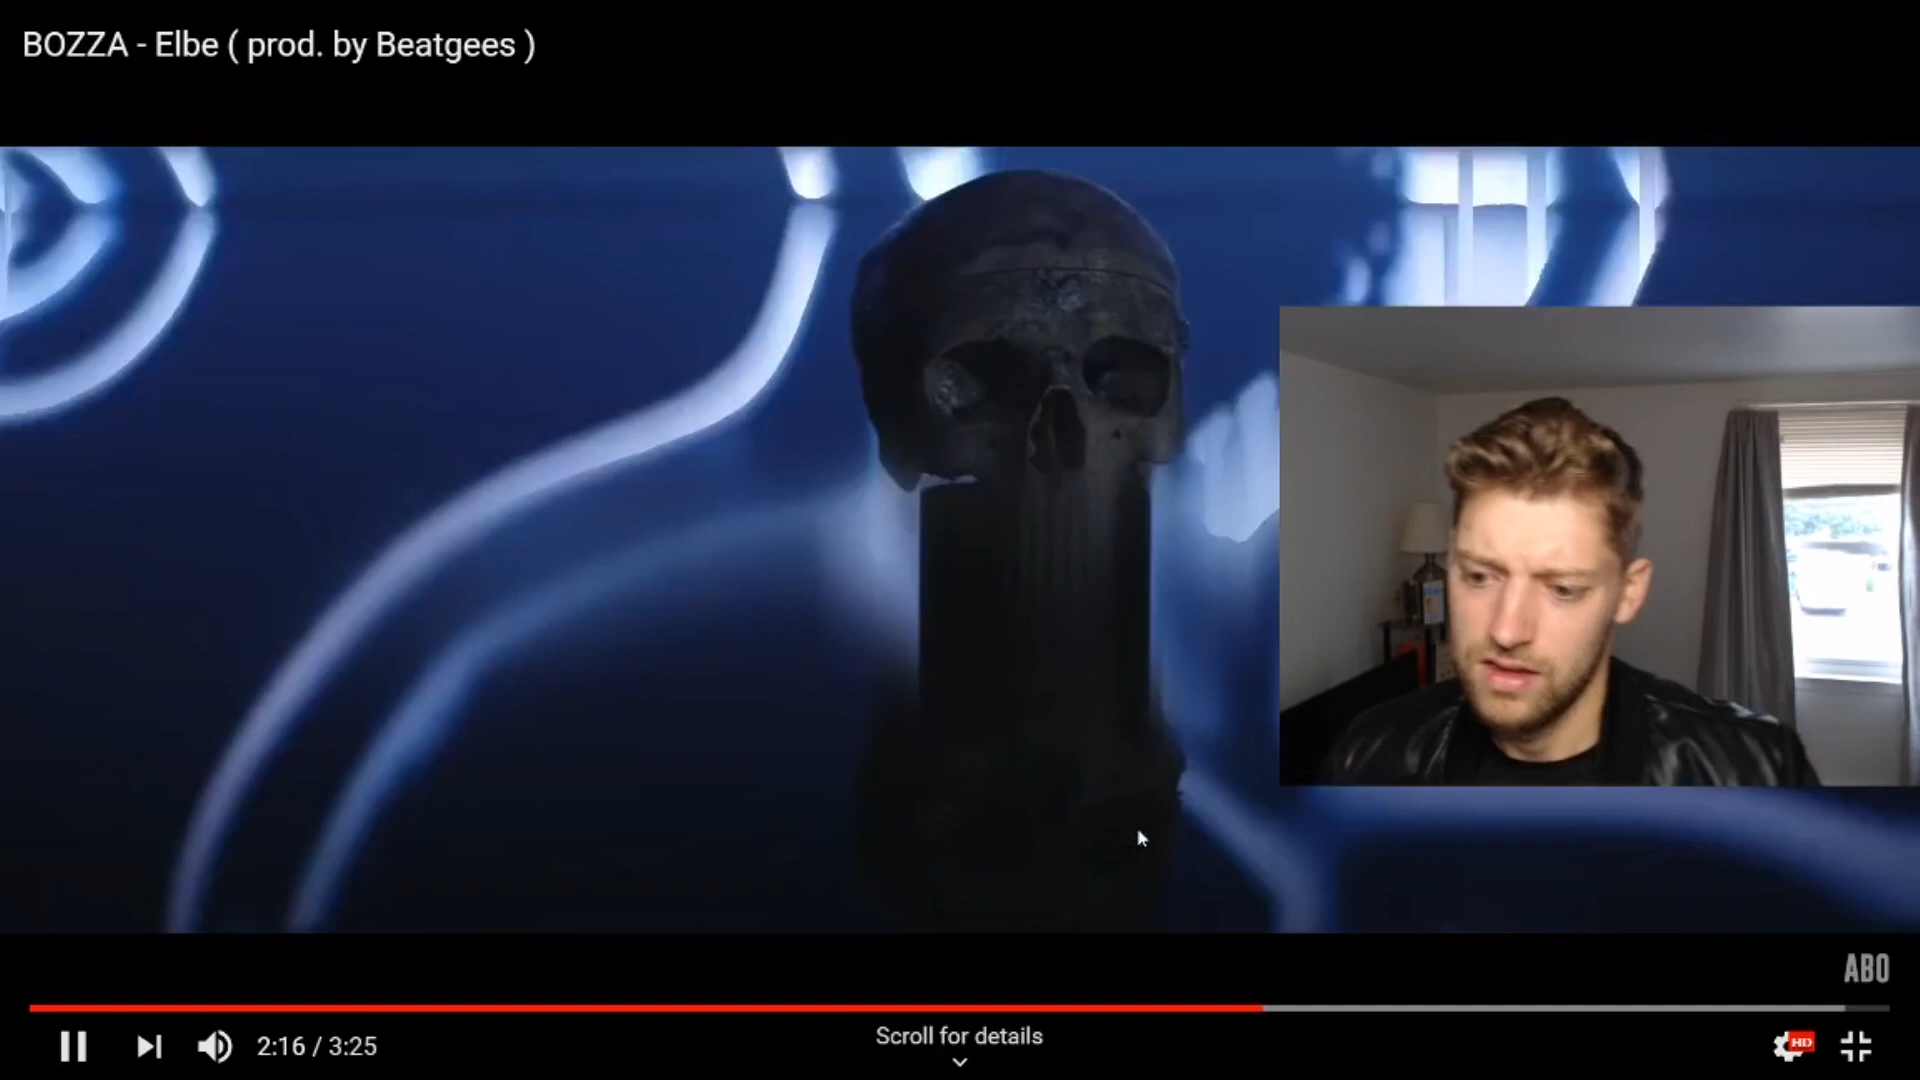 BOZZA - Elbe ( prod. by Beatgees )
ABO
2:16 / 3:25
Scroll for details
HD